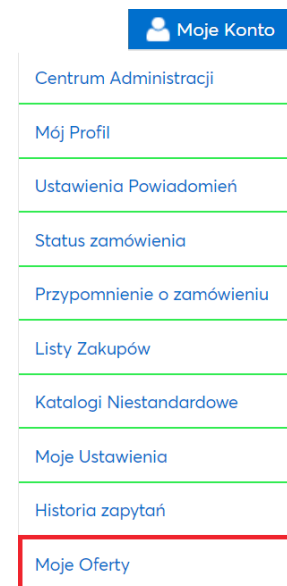 Moje Konto
Centrum Administracji
Mój Profil
Ustawienia Powiadomień
Status zamówienia
Przypomnienie o zamówieniu
Listy Zakupów
Katalogi Niestandardowe
Moje Ustawienia
Historia zapytań
Moje Oferty